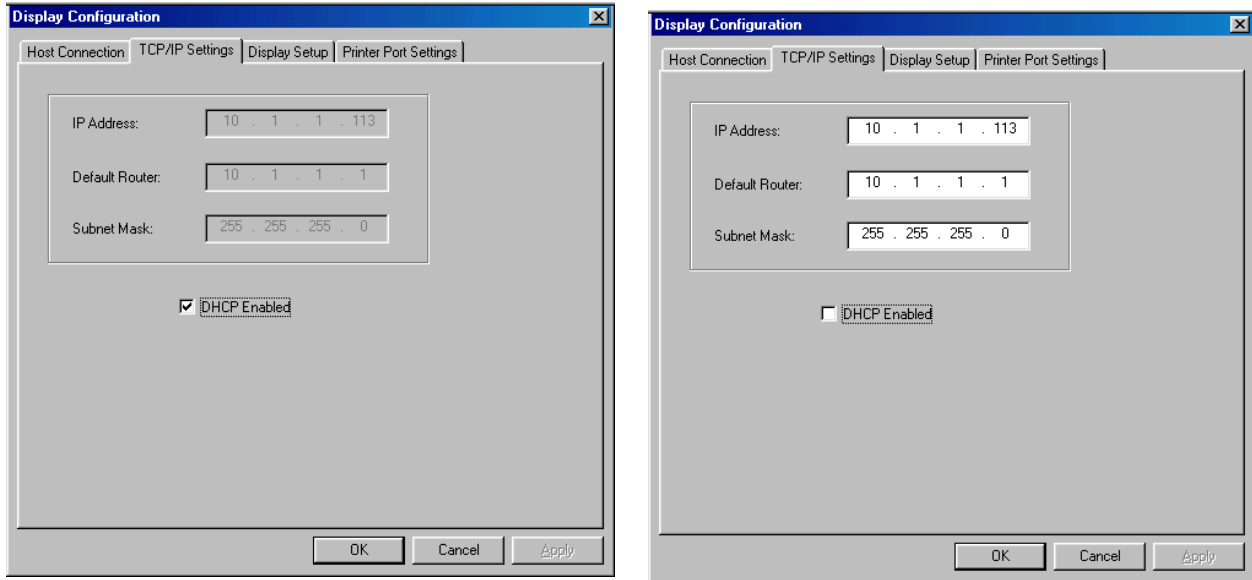 Display Configuration
Host Connection TCP/IP Settings Display Setup Printer Port Settings
IP Address: 10 . 1 . 1 . 113
Default Router: 10 . 1 . 1 . 1
Subnet Mask: 255 . 255 . 255 . 0
DHCP Enabled
OK Cancel Apply
Display Configuration
Host Connection TCP/IP Settings Display Setup Printer Port Settings
IP Address: 10 . 1 . 1 . 113
Default Router: 10 . 1 . 1 . 1
Subnet Mask: 255 . 255 . 255 . 0
DHCP Enabled
OK Cancel Apply